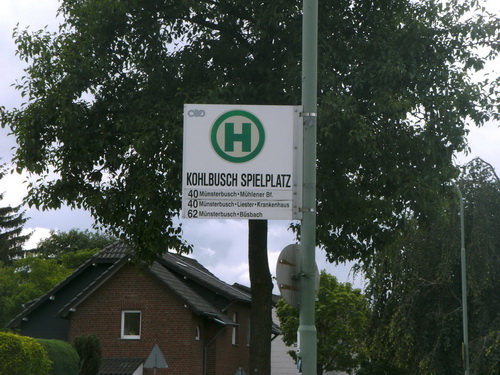 H
KOHLBUSCH SPIELPLATZ
40 Münsterbusch • Mühlener Bf.
40 Münsterbusch • Liester • Krankenhaus
62 Münsterbusch • Büsbach